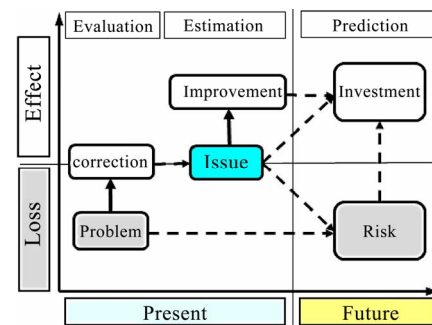 Evaluation
Estimation
Prediction
Effect
Improvement
Investment
correction
Issue
Loss
Problem
Risk
Present
Future